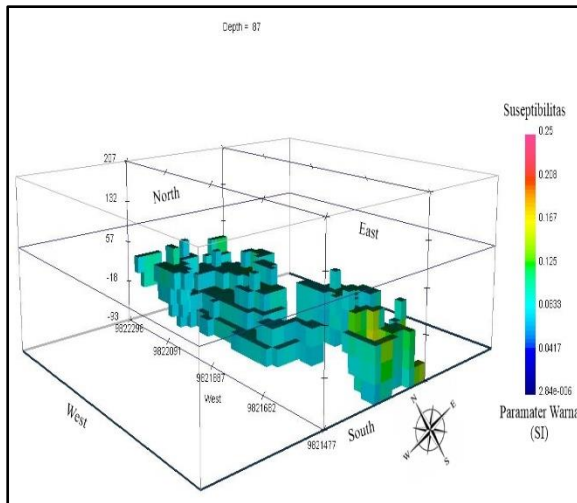 Depth = 87
Suseptibilitas
0.25
0.208
0.167
0.125
0.0833
0.0417
2.84e-006
Paramater Warna
(SI)
207
132
57
-18
-93
North
East
9822296
9822091
9821887
9821682
9821477
West
West
South
N
E
S
W